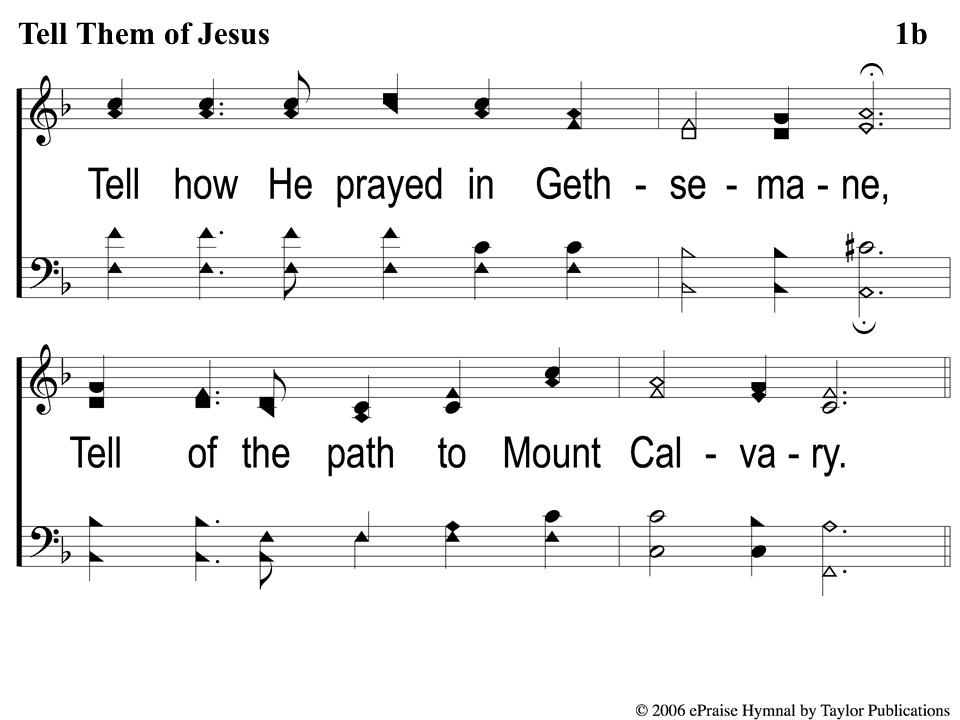 Tell Them of Jesus 1b
Tell how He prayed in Geth - se - ma - ne,
Tell of the path to Mount Cal - va - ry.
© 2006 ePraise Hymnal by Taylor Publications